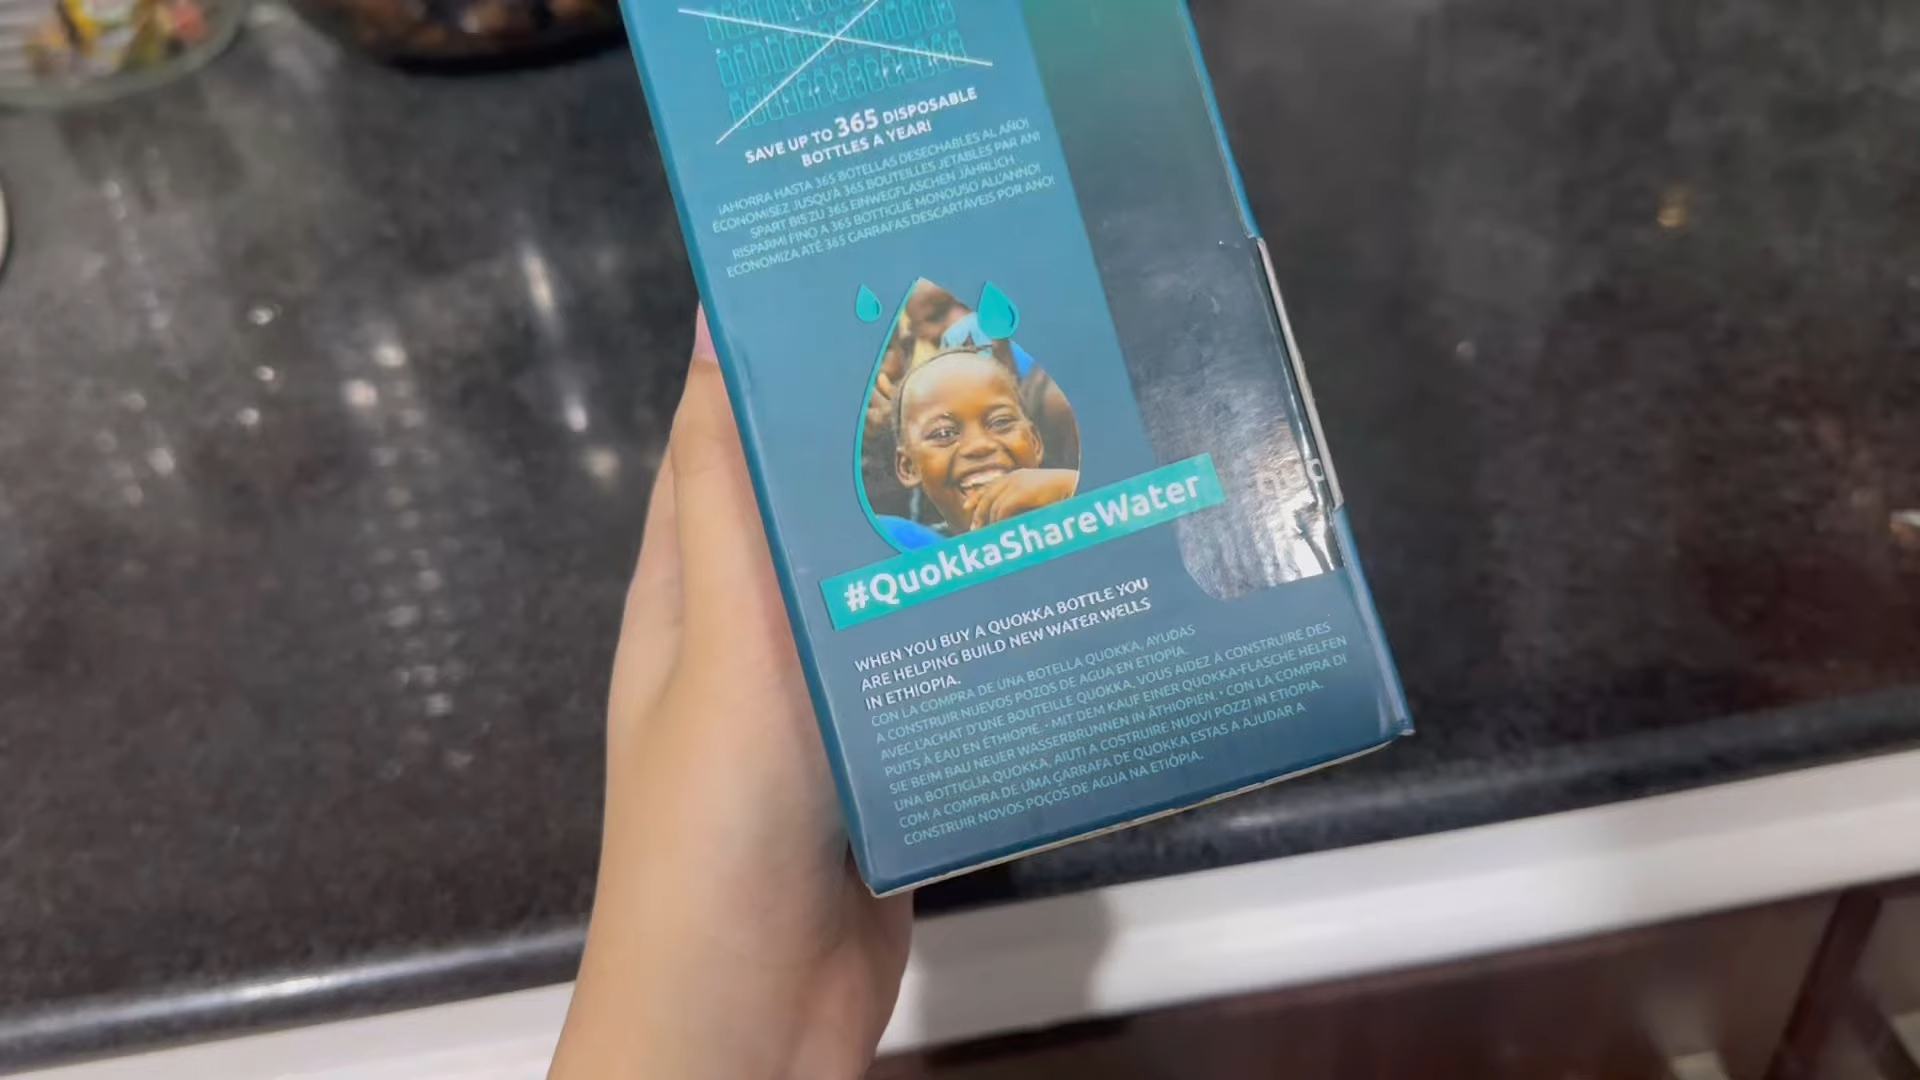 SAVE UP TO 365 DISPOSABLE
BOTTLES A YEAR!
¡AHORRA HASTA 365 BOTELLAS DESECHABLES AL AÑO!
ÉCONOMISEZ JUSQU'À 365 BOUTEILLES JETABLES PAR AN!
SPART BIS ZU 365 EINWEGFLASCHEN JÄHRLICH
RISPARMI FINO A 365 BOTTIGLIE MONOUSO ALL'ANNO!
ECONOMIZA ATÉ 365 GARRAFAS DESCARTÁVEIS POR ANO!
#QuokkaShareWater
WHEN YOU BUY A QUOKKA BOTTLE YOU
ARE HELPING BUILD NEW WATER WELLS
IN ETHIOPIA.
CON LA COMPRA DE UNA BOTELLA QUOKKA, AYUDAS
A CONSTRUIR NUEVOS POZOS DE AGUA EN ETIOPIA.
AVEC L'ACHAT D'UNE BOUTEILLE QUOKKA, VOUS AIDEZ À CONSTRUIRE DES
PUITS À EAU EN ÉTHIOPIE. • MIT DEM KAUF EINER QUOKKA-FLASCHE HELFEN
SIE BEIM BAU NEUER WASSERBRÜNNEN IN ÄTHIOPIEN. • CON LA COMPRA DI
UNA BOTTIGLIA QUOKKA, AIUTI A COSTRUIRE NUOVI POZZI IN ETIOPIA.
COM A COMPRA DE UMA GARRAFA DE QUOKKA ESTAS A AJUDAR A
CONSTRUIR NOVOS POÇOS DE AGUA NA ETIÓPIA.